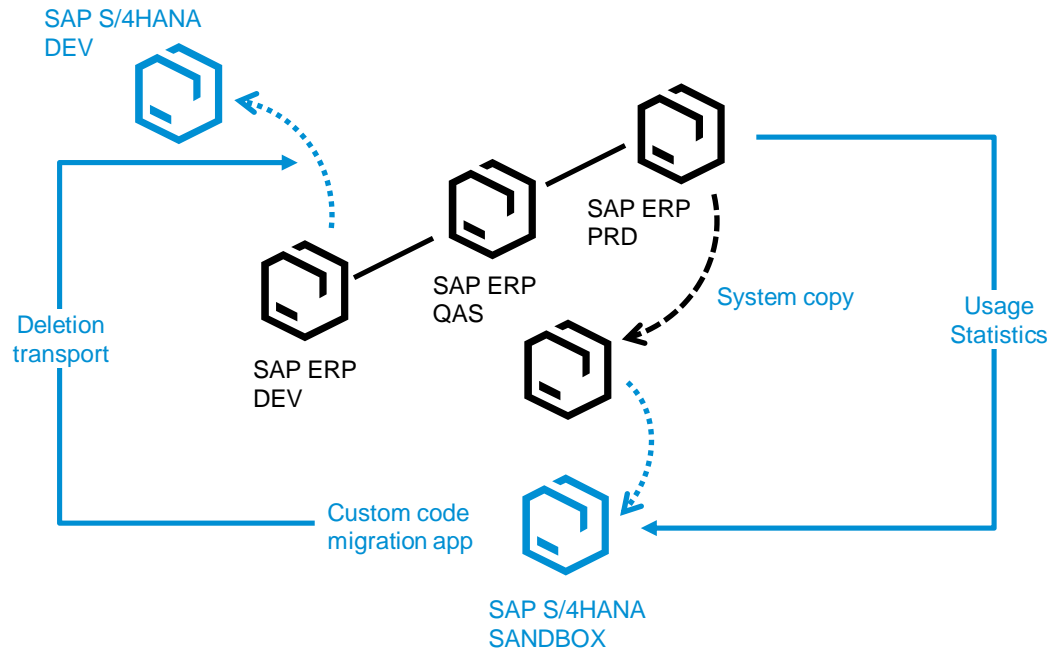 SAP S/4HANA
DEV
SAP ERP
PRD
SAP ERP
QAS
System copy
Usage
Statistics
Deletion
transport
SAP ERP
DEV
Custom code
migration app
SAP S/4HANA
SANDBOX